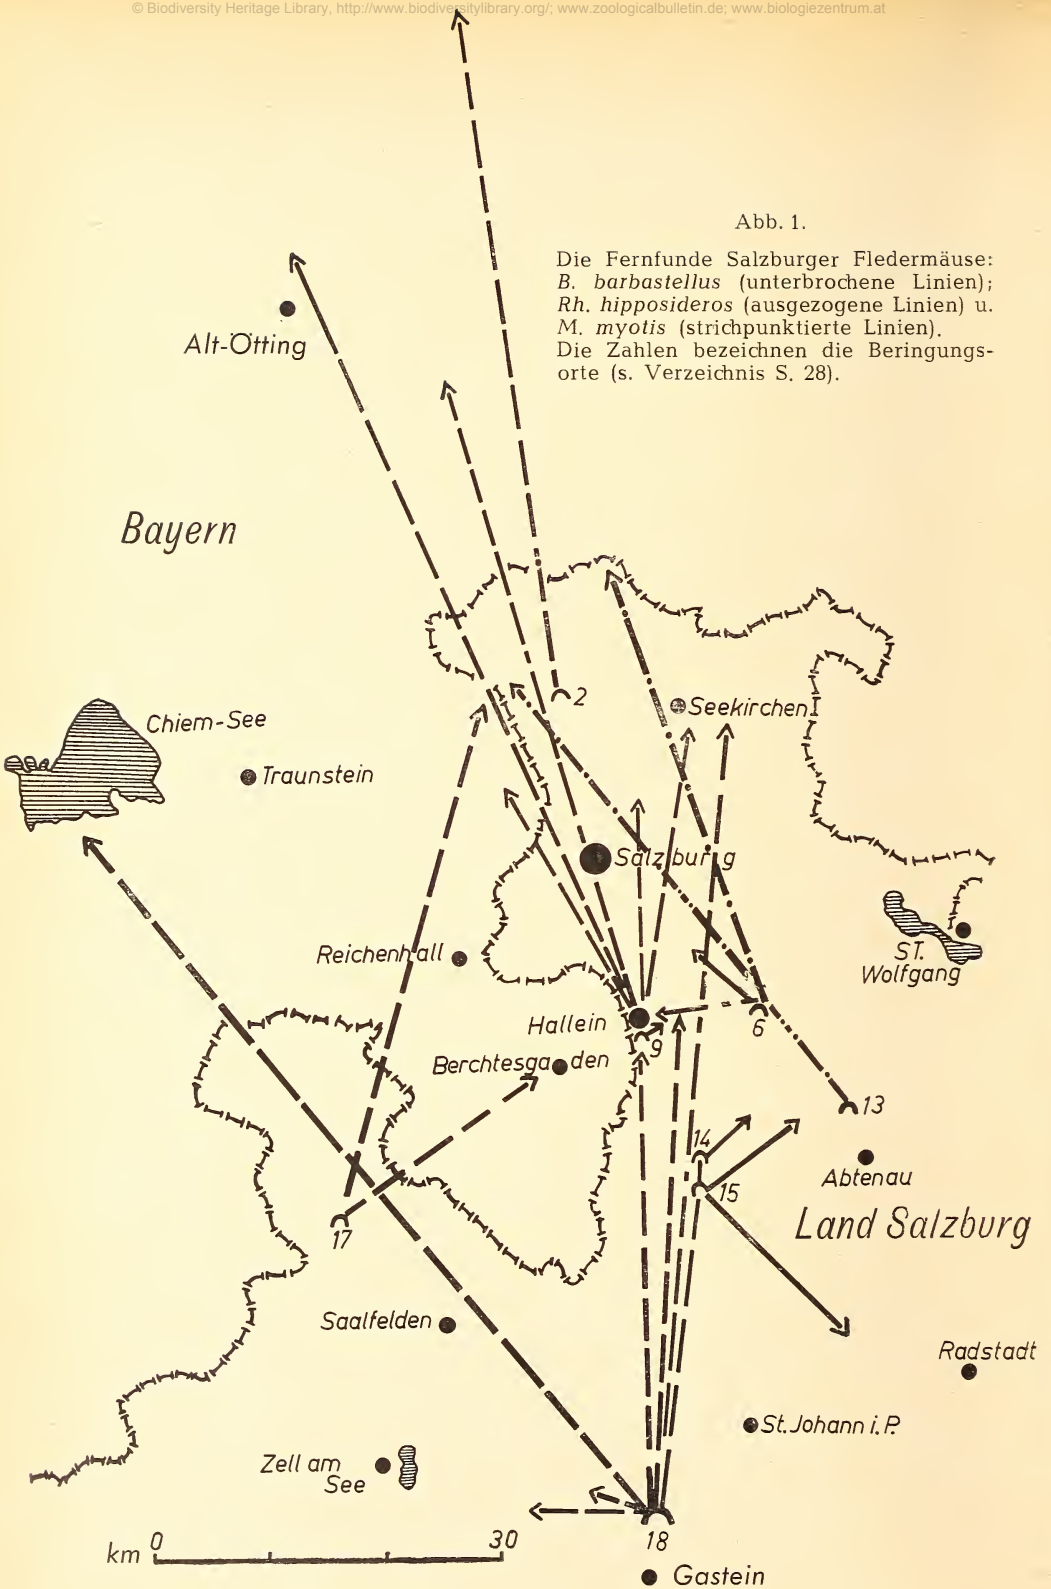 © Biodiversity Heritage Library, http://www.biodiversitylibrary.org/; www.zoologicalbulletin.de; www.biologiezentrum.at
Abb. 1.
Die Fernfunde Salzburger Fledermäuse:
B. barbastellus (unterbrochene Linien);
Rh. hipposideros (ausgezogene Linien) u.
M. myotis (strichpunktierte Linien).
Die Zahlen bezeichnen die Beringungs-
orte (s. Verzeichnis S. 28).
Alt-Ötting
Bayern
2
Seekirchen
Chiem-See
Traunstein
Salzburg
Reichenhall
ST.
Wolfgang
Hallein
9
6
Berchtesgaden
13
14
15
Abtenau
Land Salzburg
17
Saalfelden
Radstadt
St. Johann i. P.
Zell am
See
18
km 0 30
Gastein